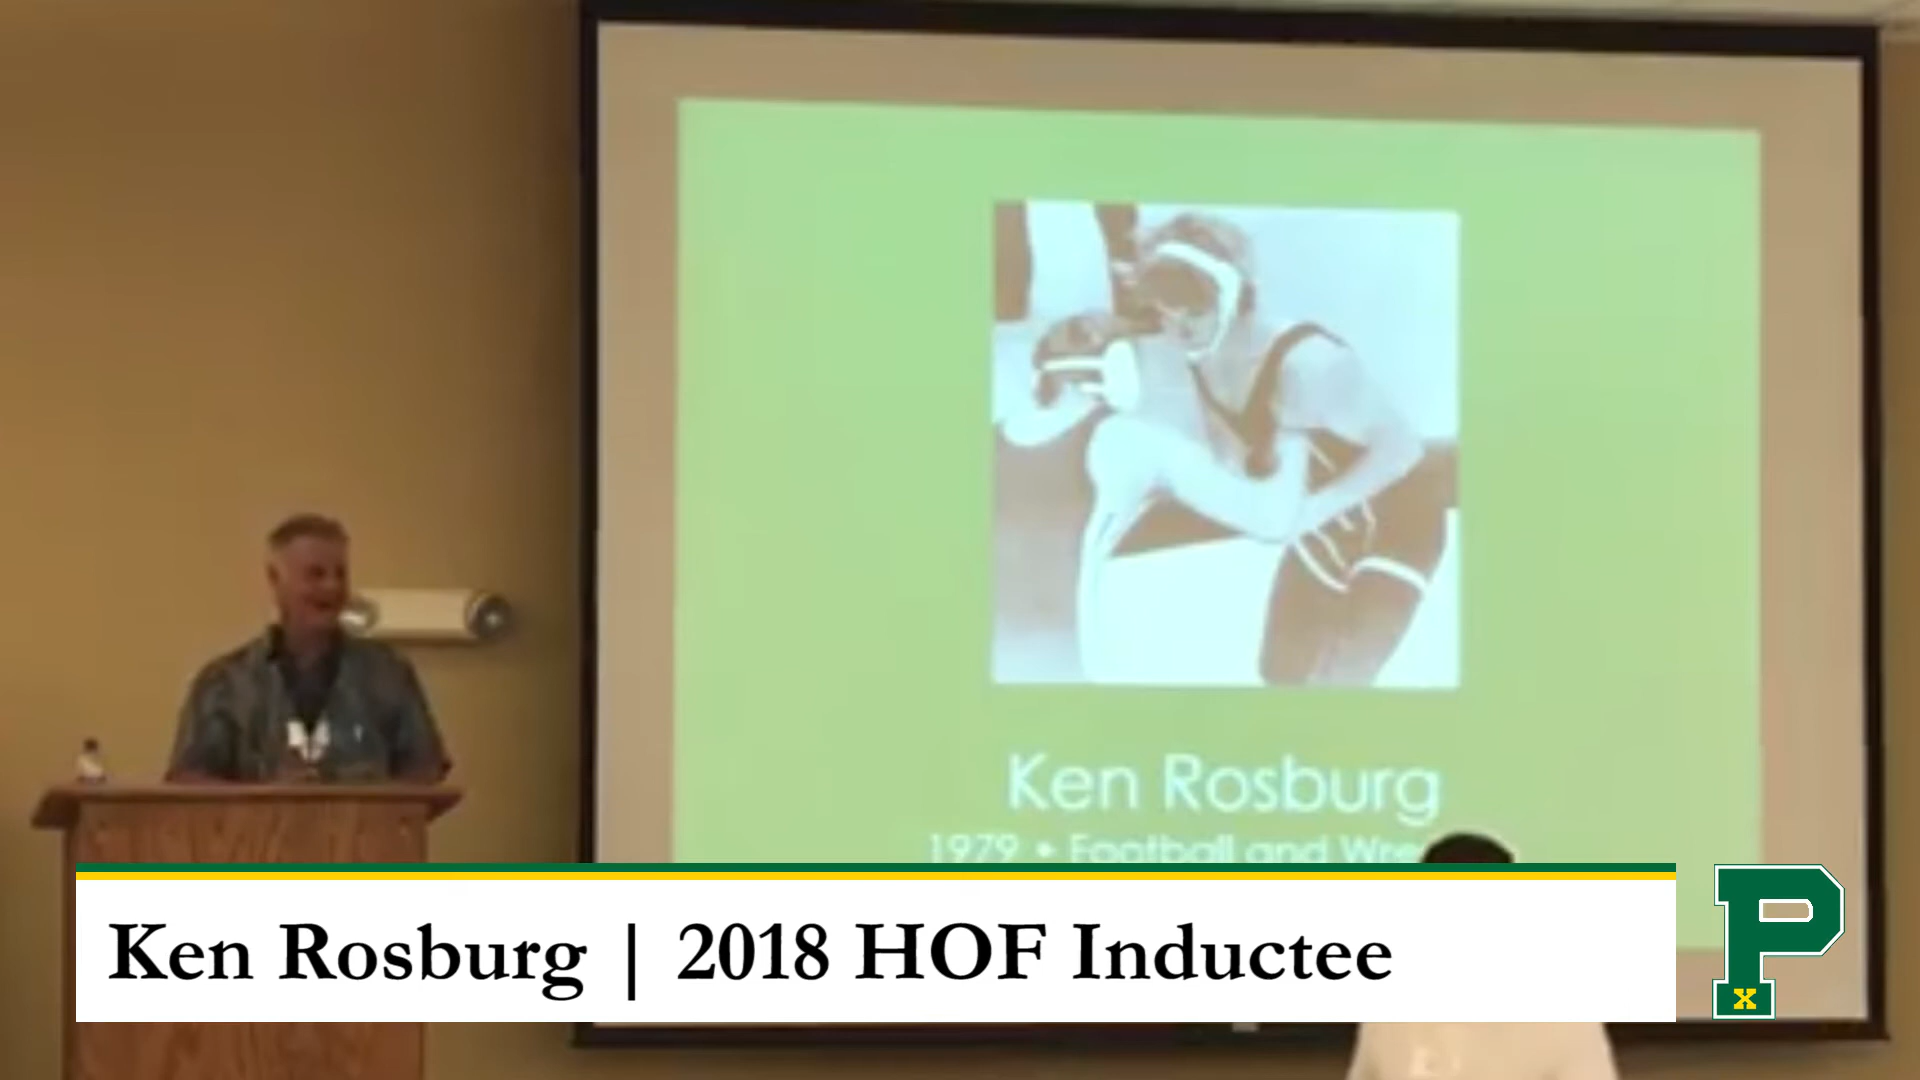 Ken Rosburg
1979 • Football and
Ken Rosburg | 2018 HOF Inductee
P
X